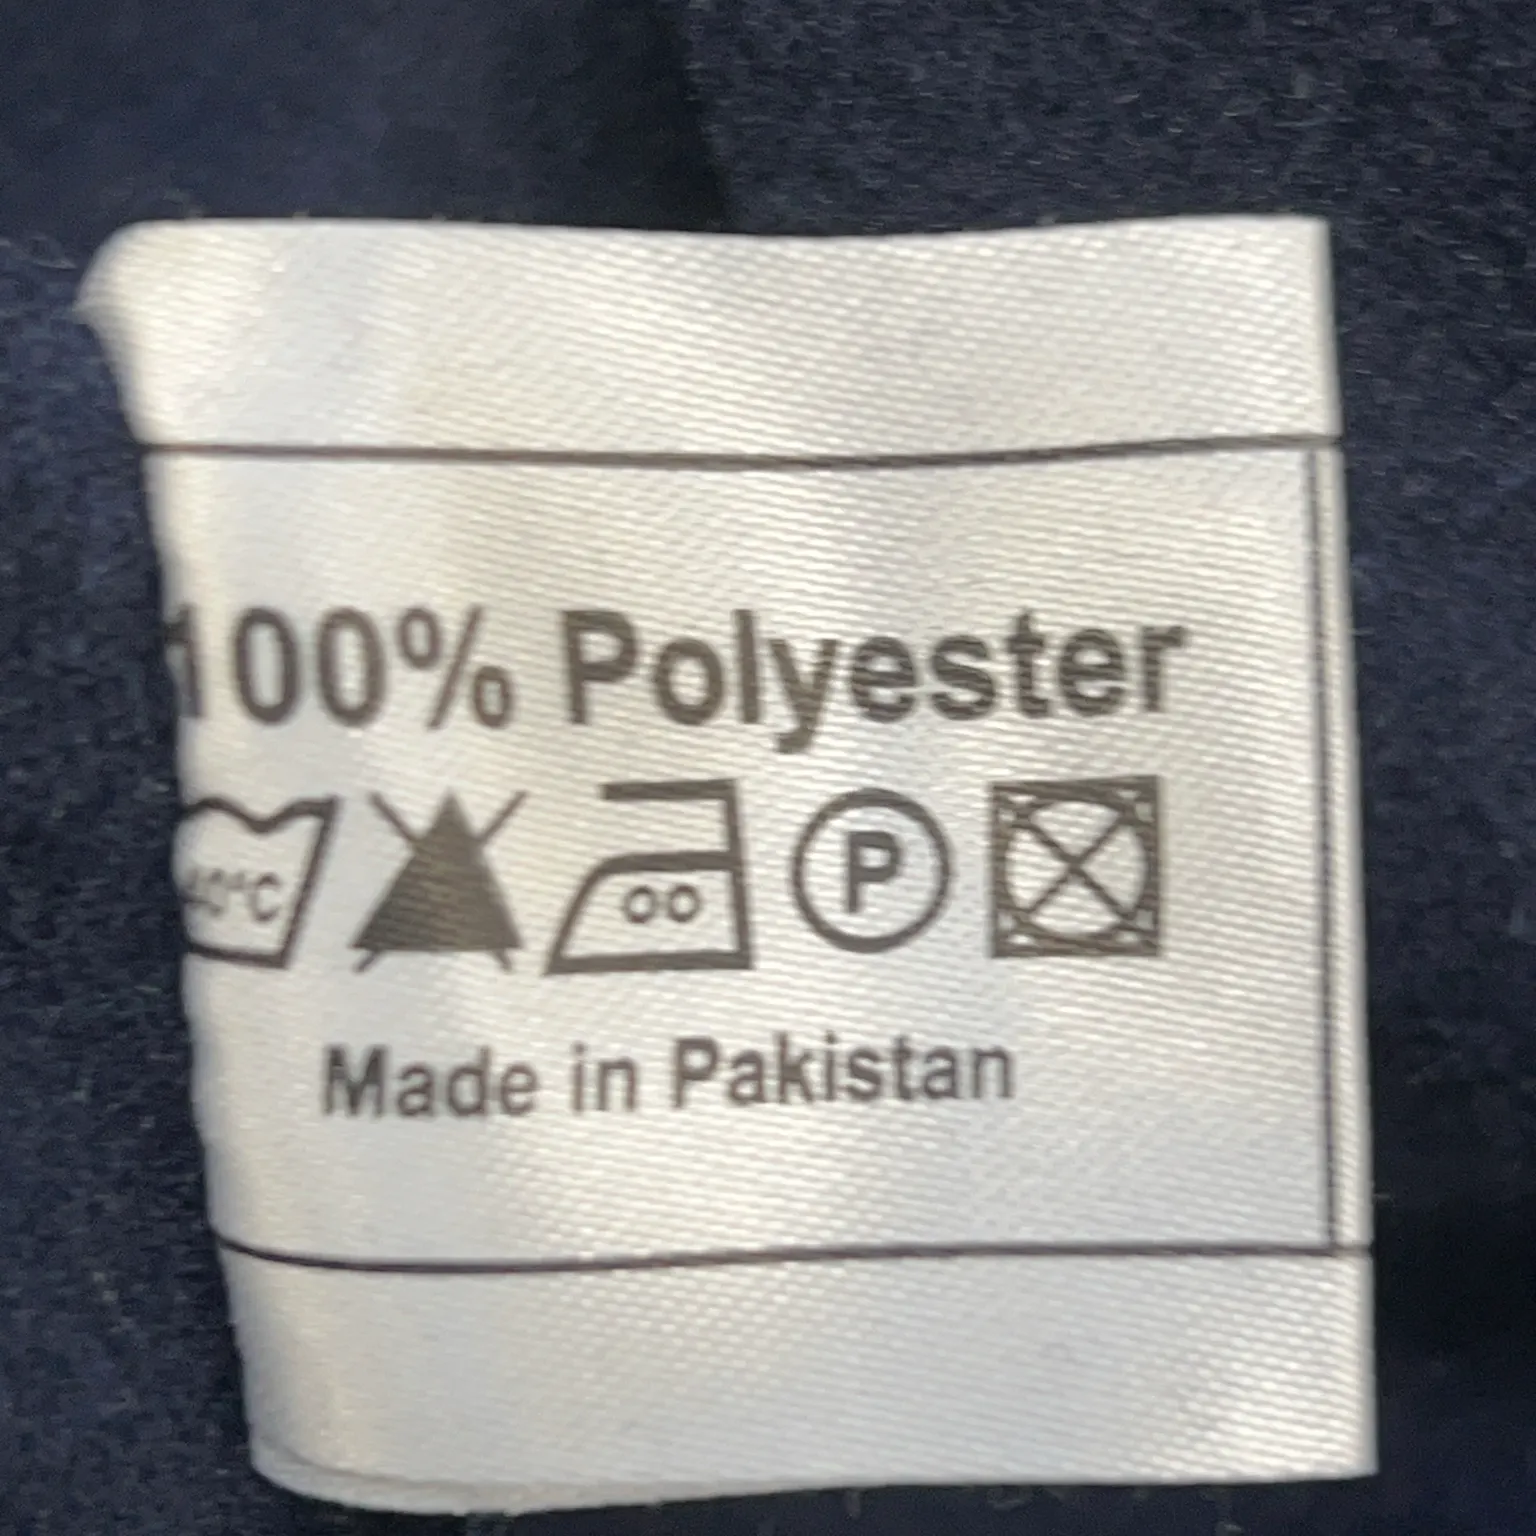 100% Polyester
40°C P
Made in Pakistan